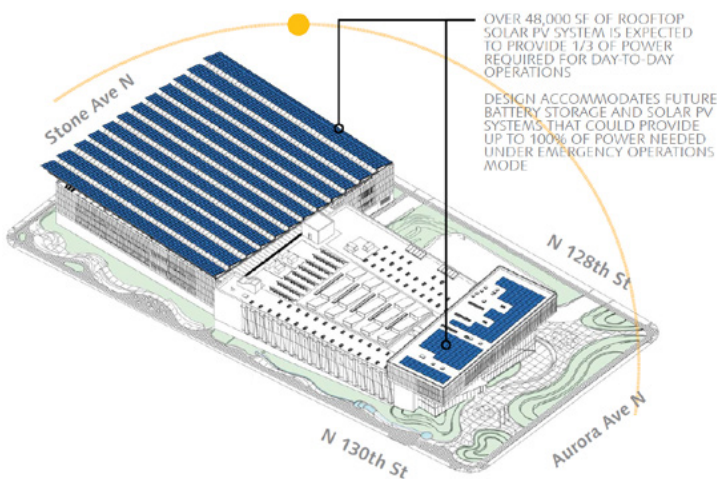 OVER 48,000 SF OF ROOFTOP
SOLAR PV SYSTEM IS EXPECTED
TO PROVIDE 1/3 OF POWER
REQUIRED FOR DAY-TO-DAY
OPERATIONS
DESIGN ACCOMMODATES FUTURE
BATTERY STORAGE AND SOLAR PV
SYSTEMS THAT COULD PROVIDE
UP TO 100% OF POWER NEEDED
UNDER EMERGENCY OPERATIONS
MODE
Stone Ave N
N 128th St
Aurora Ave N
N 130th St